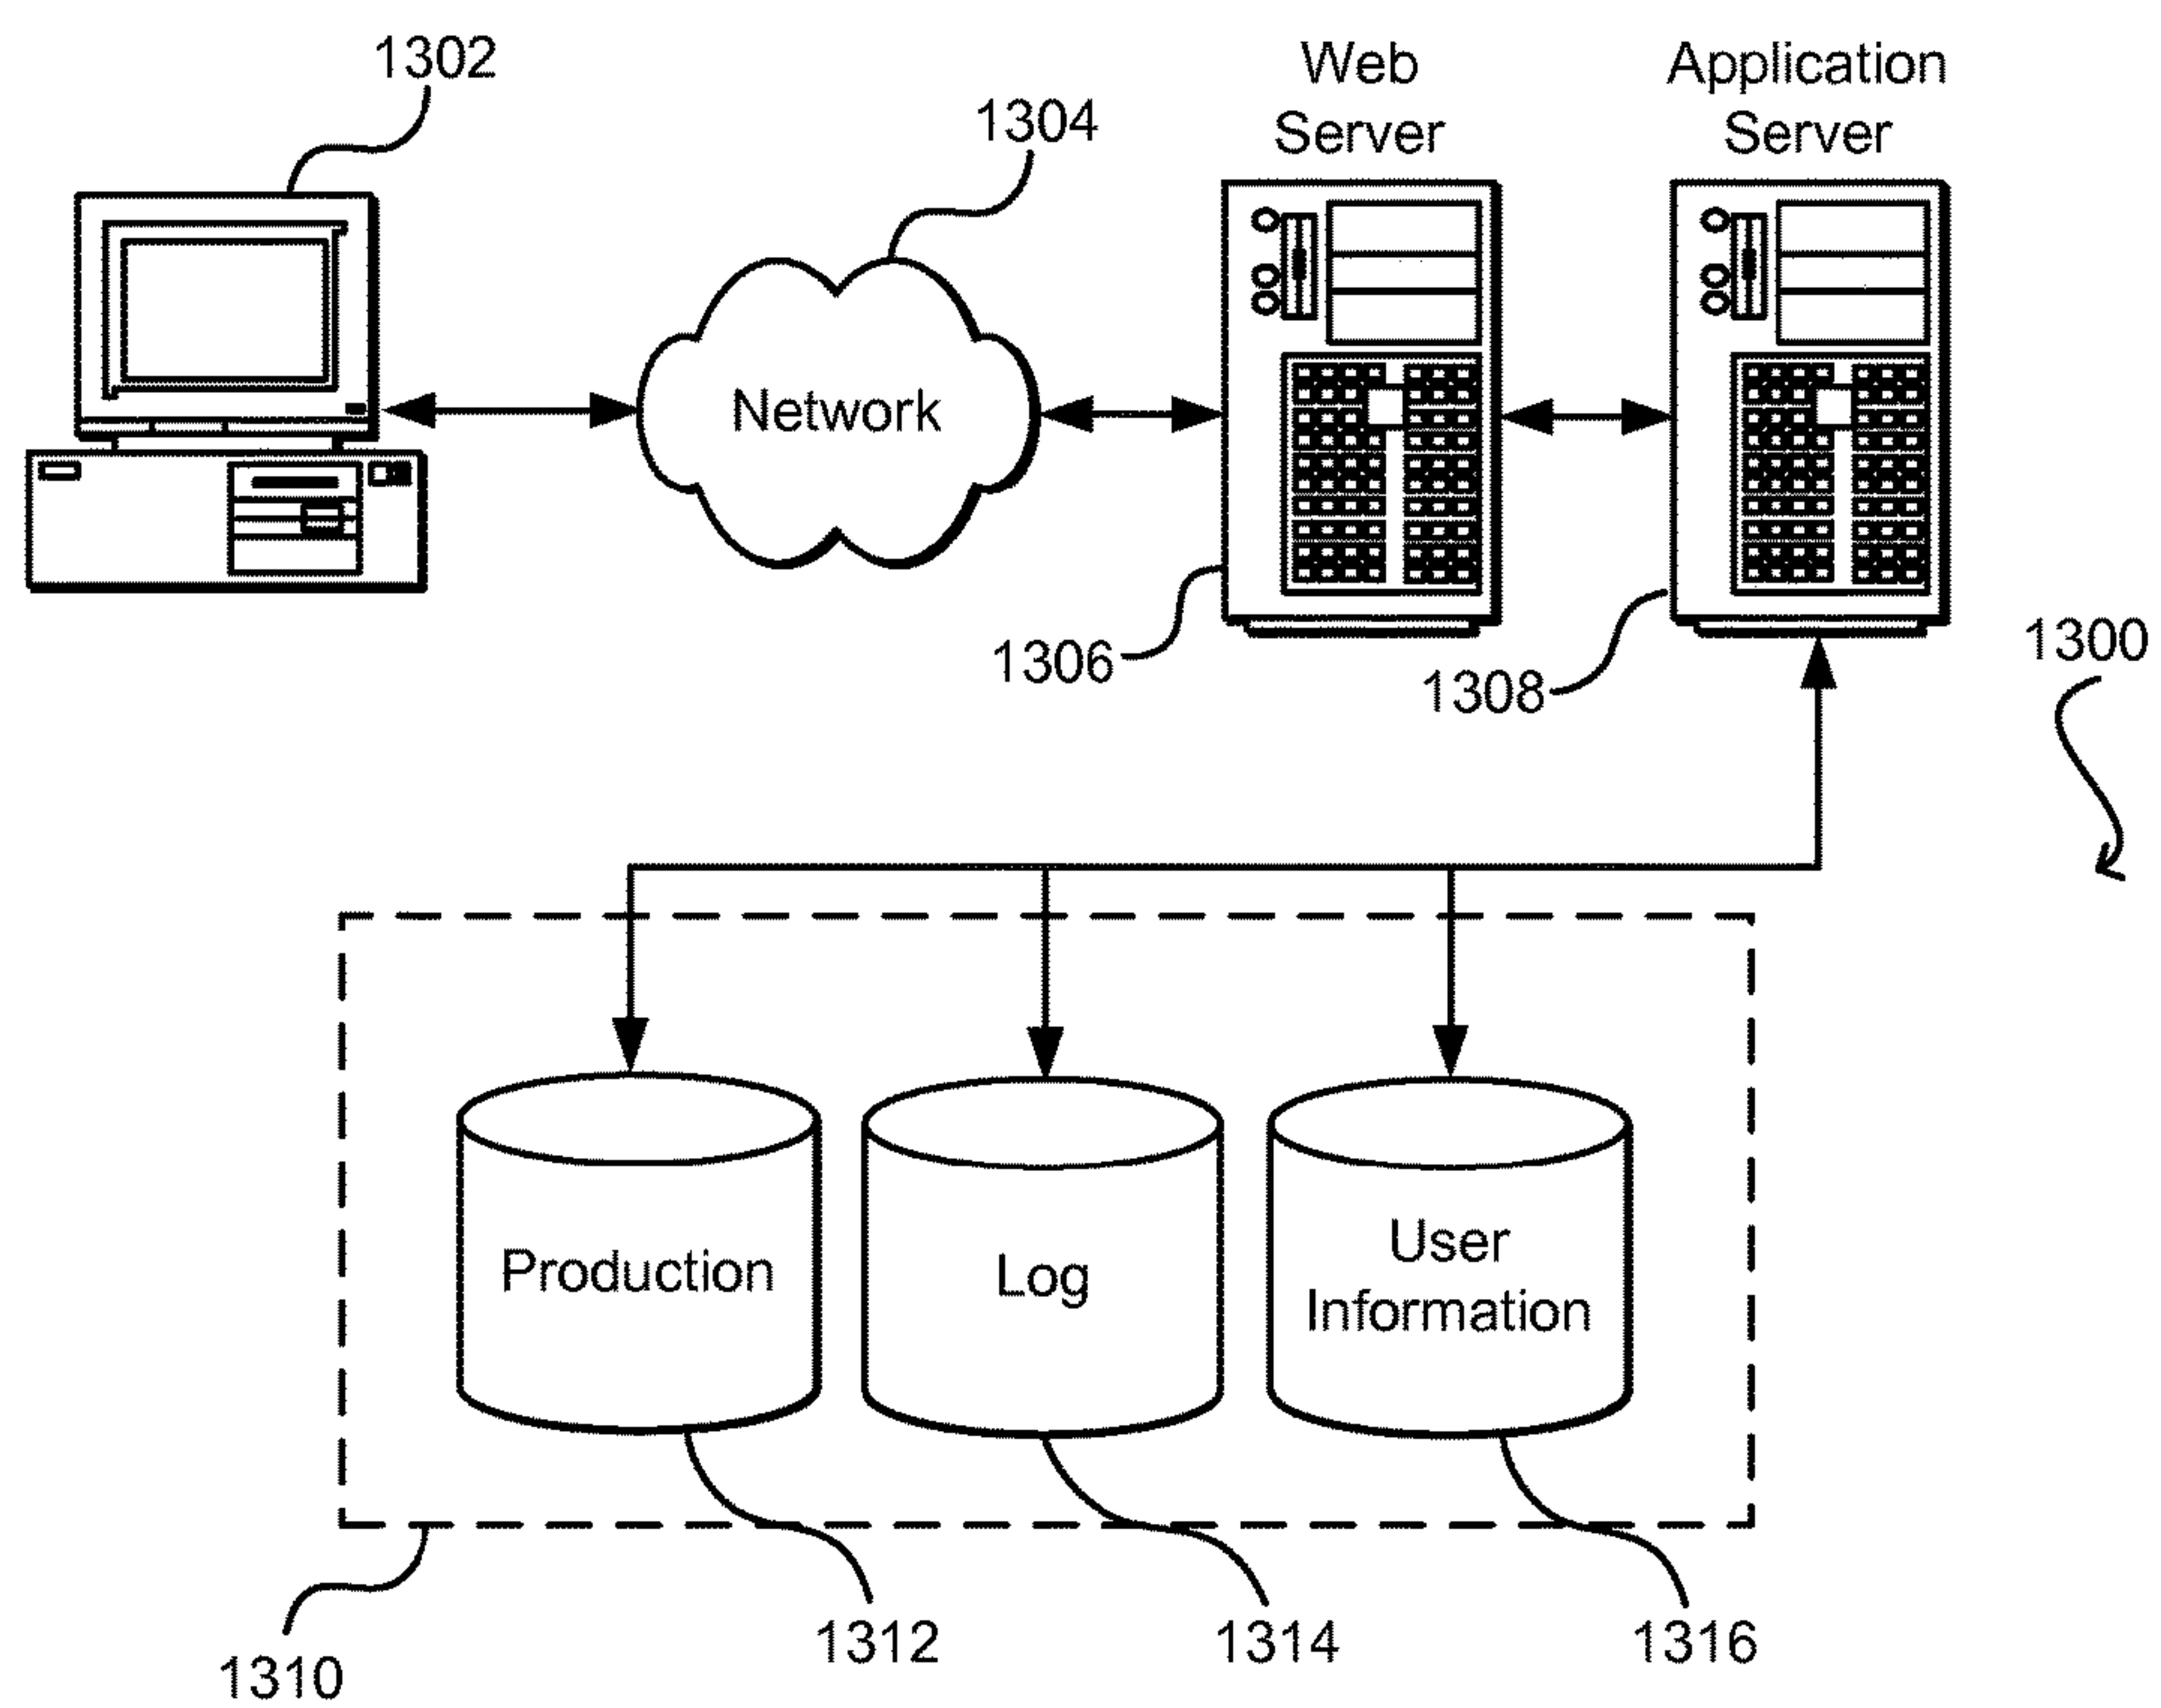 1302
1304
Web
Server
Application
Server
Network
1306
1308
1300
Production
Log
User
Information
1310
1312
1314
1316